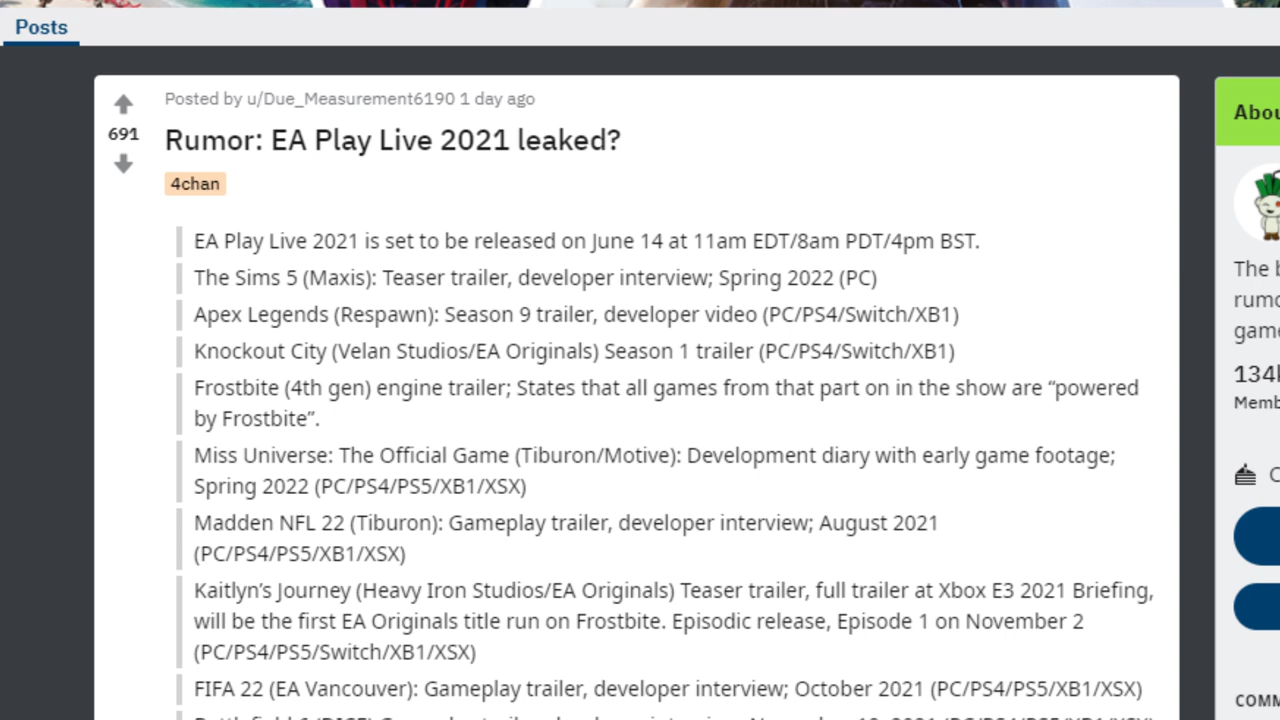 Posts
Posted by u/Due_Measurement6190 1 day ago
691
Rumor: EA Play Live 2021 leaked?
4chan
EA Play Live 2021 is set to be released on June 14 at 11am EDT/8am PDT/4pm BST.
The Sims 5 (Maxis): Teaser trailer, developer interview; Spring 2022 (PC)
Apex Legends (Respawn): Season 9 trailer, developer video (PC/PS4/Switch/XB1)
Knockout City (Velan Studios/EA Originals) Season 1 trailer (PC/PS4/Switch/XB1)
Frostbite (4th gen) engine trailer; States that all games from that part on in the show are “powered
by Frostbite”.
Miss Universe: The Official Game (Tiburon/Motive): Development diary with early game footage;
Spring 2022 (PC/PS4/PS5/XB1/XSX)
Madden NFL 22 (Tiburon): Gameplay trailer, developer interview; August 2021
(PC/PS4/PS5/XB1/XSX)
Kaitlyn’s Journey (Heavy Iron Studios/EA Originals) Teaser trailer, full trailer at Xbox E3 2021 Briefing,
will be the first EA Originals title run on Frostbite. Episodic release, Episode 1 on November 2
(PC/PS4/PS5/Switch/XB1/XSX)
FIFA 22 (EA Vancouver): Gameplay trailer, developer interview; October 2021 (PC/PS4/PS5/XB1/XSX)
Abou
The b
rumo
game
134k
Memb
C
COMM